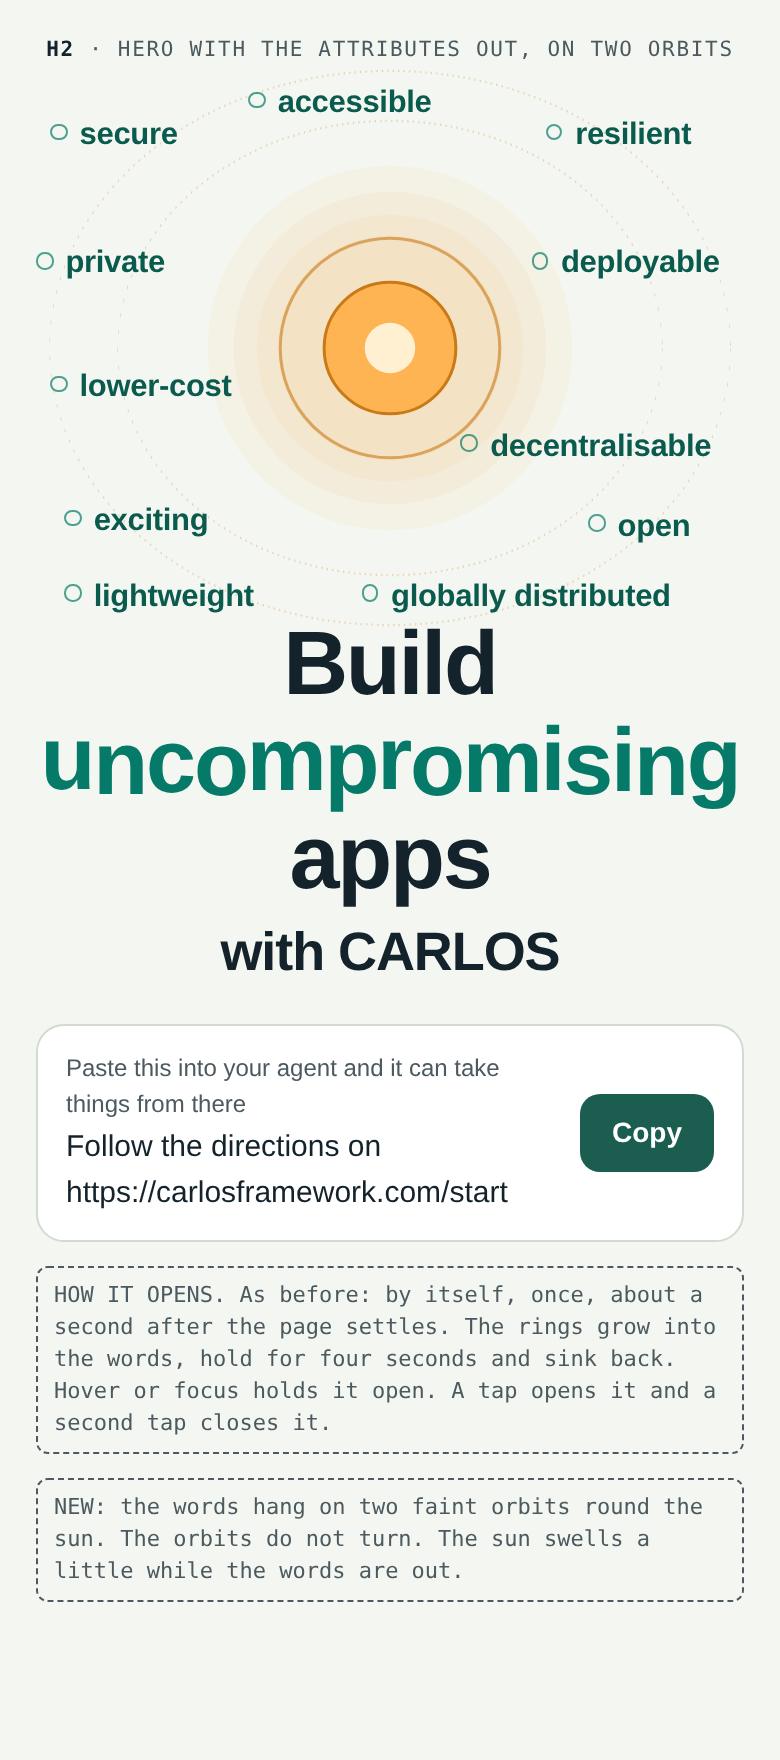 H2 · HERO WITH THE ATTRIBUTES OUT, ON TWO ORBITS
accessible
secure
resilient
private
deployable
lower-cost
decentralisable
exciting
open
lightweight
globally distributed
Build
uncompromising
apps
with CARLOS
Paste this into your agent and it can take
things from there
Follow the directions on
https://carlosframework.com/start
Copy
HOW IT OPENS. As before: by itself, once, about a
second after the page settles. The rings grow into
the words, hold for four seconds and sink back.
Hover or focus holds it open. A tap opens it and a
second tap closes it.
NEW: the words hang on two faint orbits round the
sun. The orbits do not turn. The sun swells a
little while the words are out.